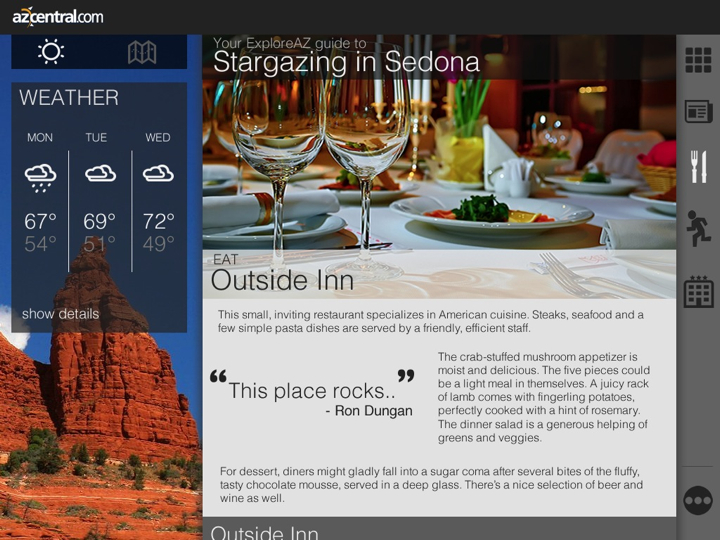 azcentral.com
WEATHER
MON TUE WED
67° 69° 72°
54° 51° 49°
show details
Your ExploreAZ guide to
Stargazing in Sedona
EAT
Outside Inn
This small, inviting restaurant specializes in American cuisine. Steaks, seafood and a
few simple pasta dishes are served by a friendly, efficient staff.
“This place rocks..”
- Ron Dungan
The crab-stuffed mushroom appetizer is
moist and delicious. The five pieces could
be a light meal in themselves. A juicy rack
of lamb comes with fingerling potatoes,
perfectly cooked with a hint of rosemary.
The dinner salad is a generous helping of
greens and veggies.
For dessert, diners might gladly fall into a sugar coma after several bites of the fluffy,
tasty chocolate mousse, served in a deep glass. There's a nice selection of beer and
wine as well.
Outside Inn